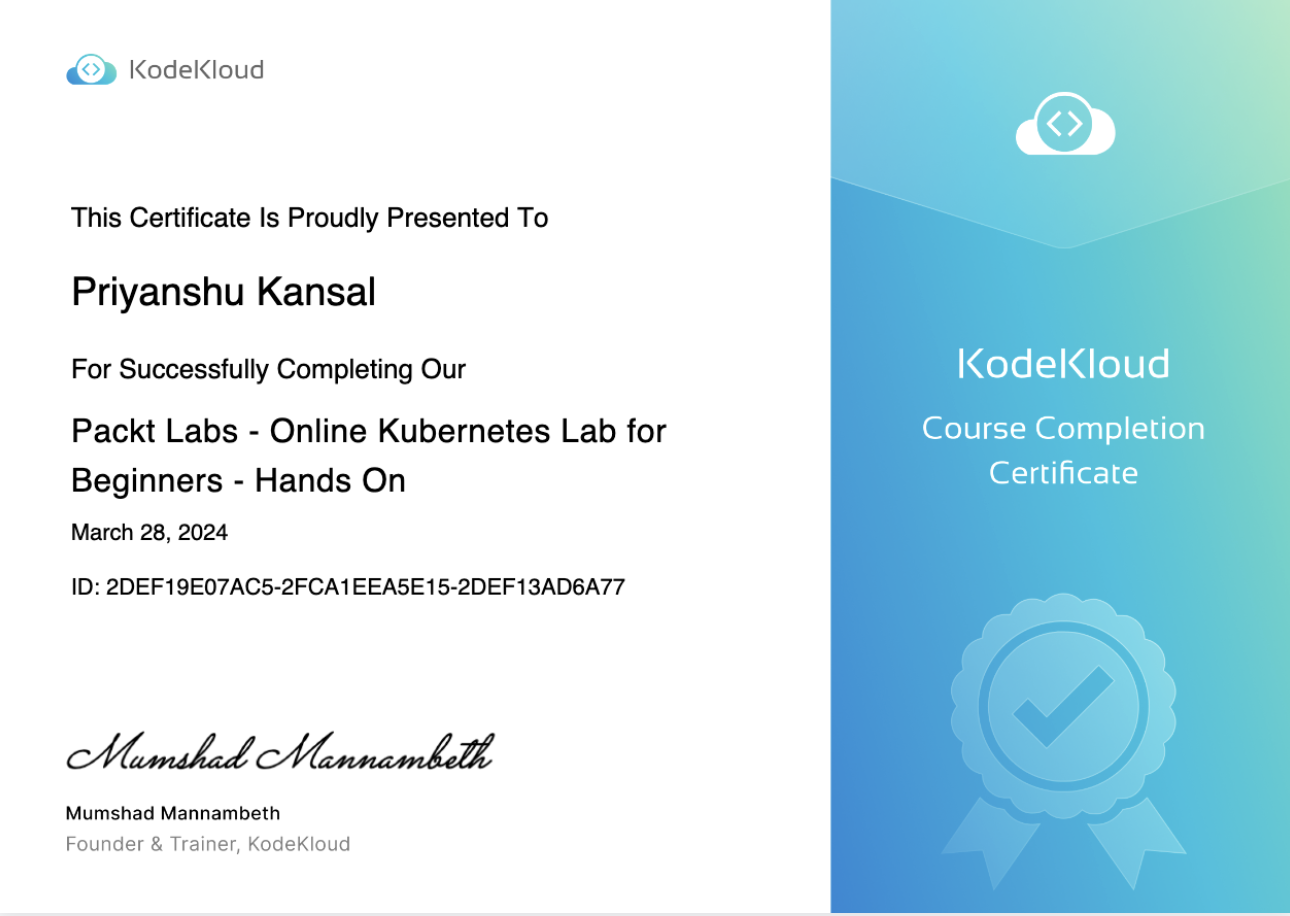 KodeKloud
This Certificate Is Proudly Presented To
Priyanshu Kansal
For Successfully Completing Our
Packt Labs - Online Kubernetes Lab for
Beginners - Hands On
March 28, 2024
ID: 2DEF19E07AC5-2FCA1EEA5E15-2DEF13AD6A77
Mumshad Mannambeth
Mumshad Mannambeth
Founder & Trainer, KodeKloud
KodeKloud
Course Completion
Certificate